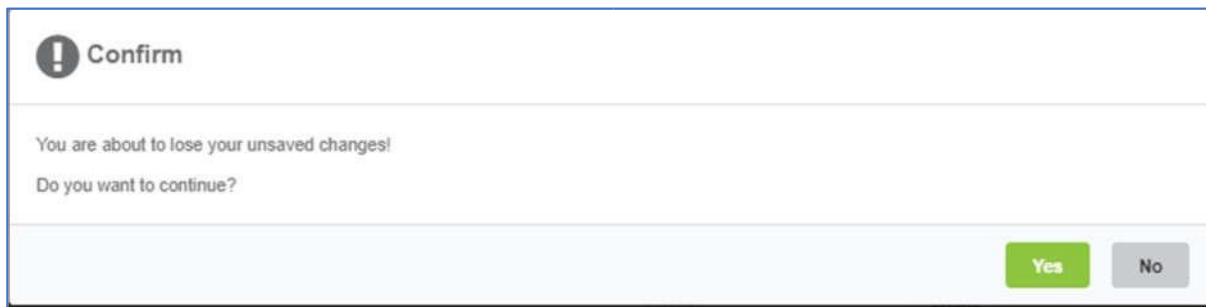 Confirm
You are about to lose your unsaved changes!
Do you want to continue?
Yes No